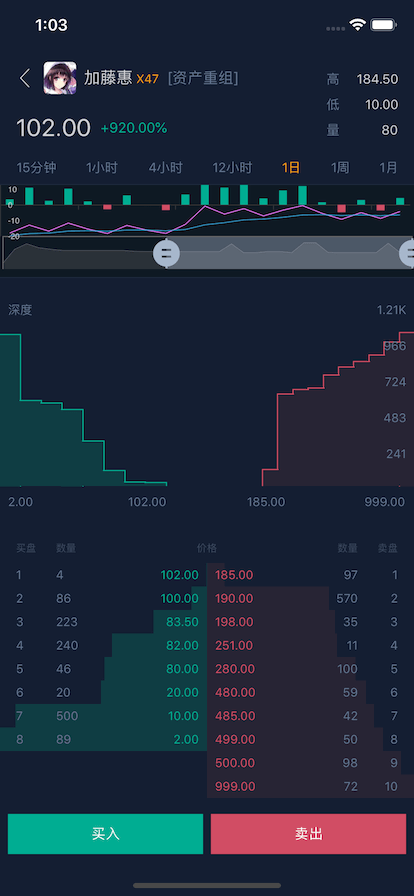 1:03
加藤惠 X47 [资产重组]
高 184.50
低 10.00
102.00 +920.00%
量 80
15分钟 1小时 4小时 12小时 1日 1周 1月
10
0
-10
-20
深度 1.21K
966
724
483
241
2.00 102.00 185.00 999.00
买盘 数量 价格 数量 卖盘
1 4 102.00 185.00 97 1
2 86 100.00 190.00 570 2
3 223 83.50 198.00 35 3
4 240 82.00 251.00 11 4
5 46 80.00 280.00 100 5
6 20 20.00 480.00 59 6
7 500 10.00 485.00 42 7
8 89 2.00 499.00 50 8
500.00 98 9
999.00 72 10
买入 卖出